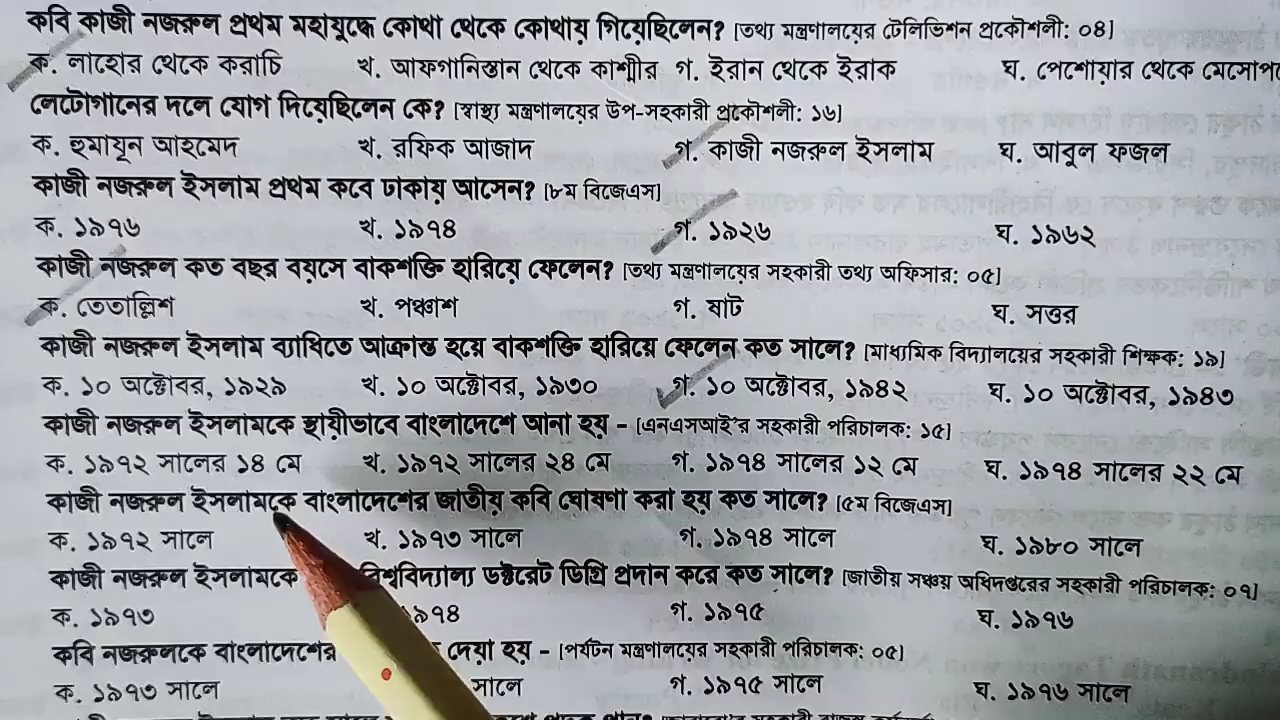 কবি কাজী নজরুল প্রথম মহাযুদ্ধে কোথা থেকে কোথায় গিয়েছিলেন? [তথ্য মন্ত্রণালয়ের টেলিভিশন প্রকৌশলী: ০৪]
ক. লাহোর থেকে করাচি খ. আফগানিস্তান থেকে কাশ্মীর গ. ইরান থেকে ইরাক ঘ. পেশোয়ার থেকে মেসোপ
লেটোগানের দলে যোগ দিয়েছিলেন কে? [স্বাস্থ্য মন্ত্রণালয়ের উপ-সহকারী প্রকৌশলী: ১৬]
ক. হুমায়ূন আহমেদ খ. রফিক আজাদ গ. কাজী নজরুল ইসলাম ঘ. আবুল ফজল
কাজী নজরুল ইসলাম প্রথম কবে ঢাকায় আসেন? [৮ম বিজেএস]
ক. ১৯৭৬ খ. ১৯৭৪ গ. ১৯২৬ ঘ. ১৯৬২
কাজী নজরুল কত বছর বয়সে বাকশক্তি হারিয়ে ফেলেন? [তথ্য মন্ত্রণালয়ের সহকারী তথ্য অফিসার: ০৫]
ক. তেতাল্লিশ খ. পঞ্চাশ গ. ষাট ঘ. সত্তর
কাজী নজরুল ইসলাম ব্যাধিতে আক্রান্ত হয়ে বাকশক্তি হারিয়ে ফেলেন কত সালে? [মাধ্যমিক বিদ্যালয়ের সহকারী শিক্ষক: ১৯]
ক. ১০ অক্টোবর, ১৯২৯ খ. ১০ অক্টোবর, ১৯৩০ গ. ১০ অক্টোবর, ১৯৪২ ঘ. ১০ অক্টোবর, ১৯৪৩
কাজী নজরুল ইসলামকে স্থায়ীভাবে বাংলাদেশে আনা হয় – [এনএসআই'র সহকারী পরিচালক: ১৫]
ক. ১৯৭২ সালের ১৪ মে খ. ১৯৭২ সালের ২৪ মে গ. ১৯৭৪ সালের ১২ মে ঘ. ১৯৭৪ সালের ২২ মে
কাজী নজরুল ইসলামকে বাংলাদেশের জাতীয় কবি ঘোষণা করা হয় কত সালে? [৫ম বিজেএস]
ক. ১৯৭২ সালে খ. ১৯৭৩ সালে গ. ১৯৭৪ সালে ঘ. ১৯৮০ সালে
কাজী নজরুল ইসলামকে বিশ্ববিদ্যালয় ডক্টরেট ডিগ্রি প্রদান করে কত সালে? [জাতীয় সঞ্চয় অধিদপ্তরের সহকারী পরিচালক: ০৭]
ক. ১৯৭৩ ১৯৭৪ গ. ১৯৭৫ ঘ. ১৯৭৬
কবি নজরুলকে বাংলাদেশের দেয়া হয় – [পর্যটন মন্ত্রণালয়ের সহকারী পরিচালক: ০৫]
ক. ১৯৭৩ সালে সালে গ. ১৯৭৫ সালে ঘ. ১৯৭৬ সালে